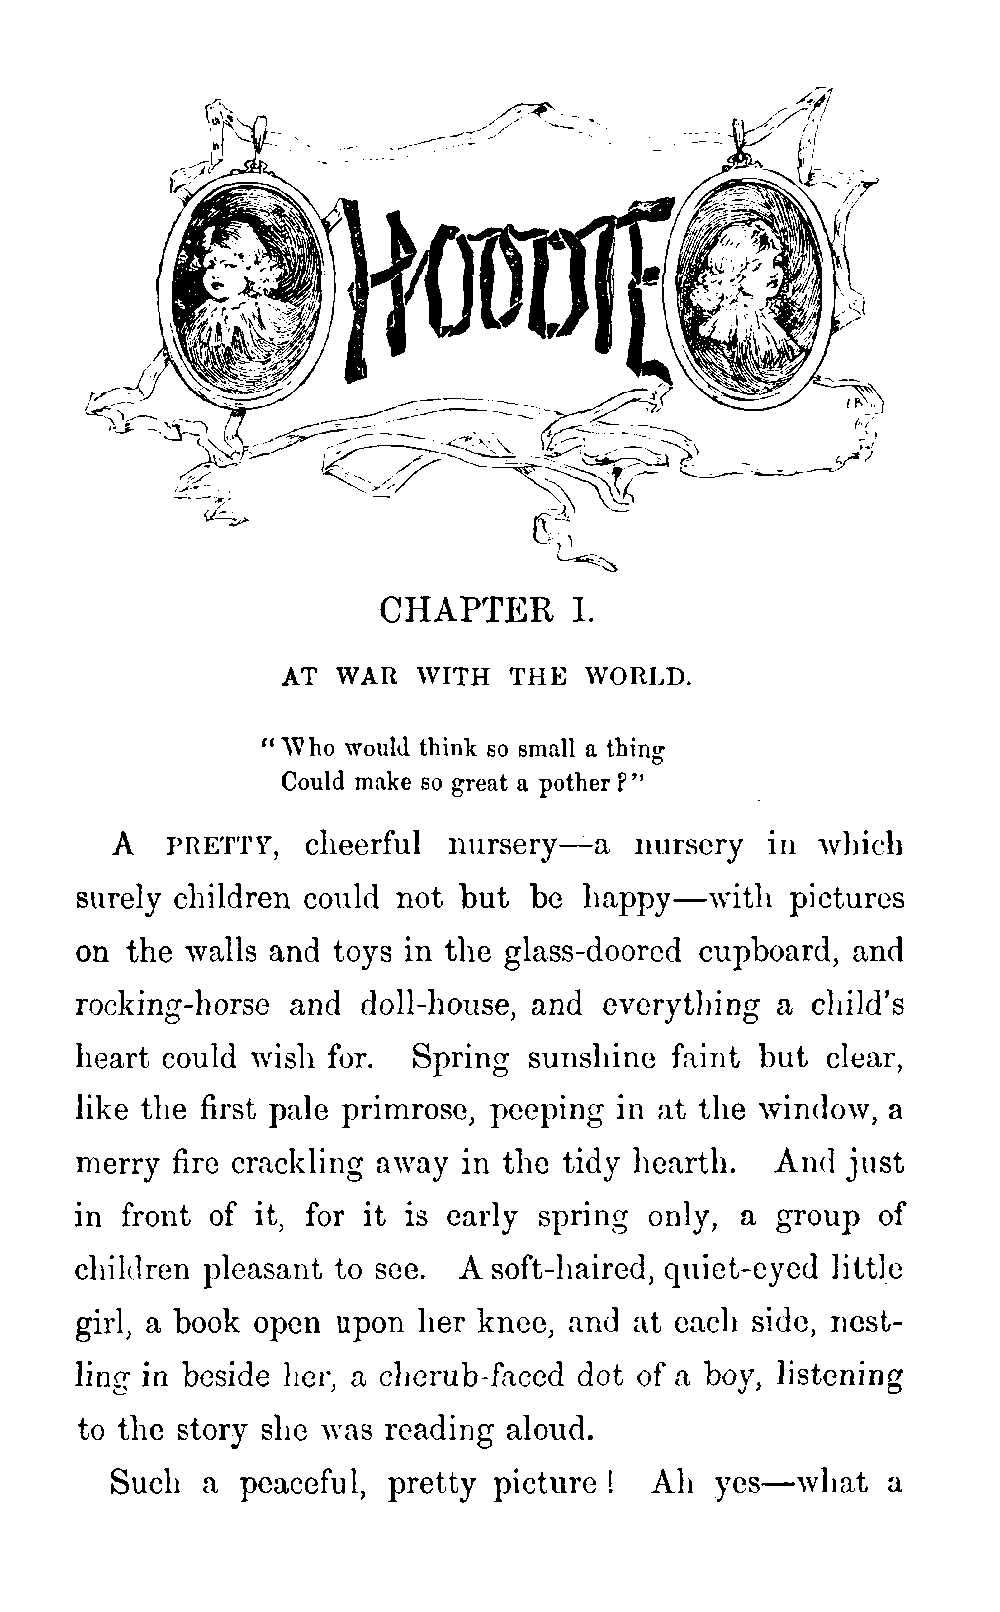 HOODIE
CHAPTER I.
AT WAR WITH THE WORLD.
"Who would think so small a thing
Could make so great a pother?"
A PRETTY, cheerful nursery—a nursery in which
surely children could not but be happy—with pictures
on the walls and toys in the glass-doored cupboard, and
rocking-horse and doll-house, and everything a child's
heart could wish for. Spring sunshine faint but clear,
like the first pale primrose, peeping in at the window, a
merry fire crackling away in the tidy hearth. And just
in front of it, for it is early spring only, a group of
children pleasant to see. A soft-haired, quiet-eyed little
girl, a book open upon her knee, and at each side, nest-
ling in beside her, a cherub-faced dot of a boy, listening
to the story she was reading aloud.
Such a peaceful, pretty picture! Ah yes—what a